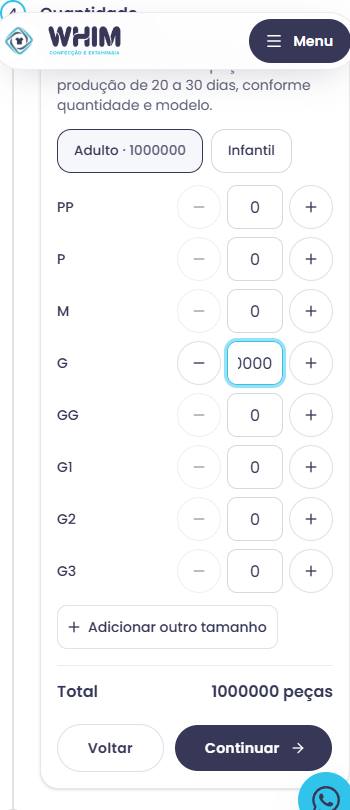 WHIM
CONFECÇÃO E ESTAMPARIA
Menu
produção de 20 a 30 dias, conforme
quantidade e modelo.
Adulto · 1000000
Infantil
PP
− 0 +
P
− 0 +
M
− 0 +
G
− 0000 +
GG
− 0 +
G1
− 0 +
G2
− 0 +
G3
− 0 +
+ Adicionar outro tamanho
Total
1000000 peças
Voltar
Continuar →